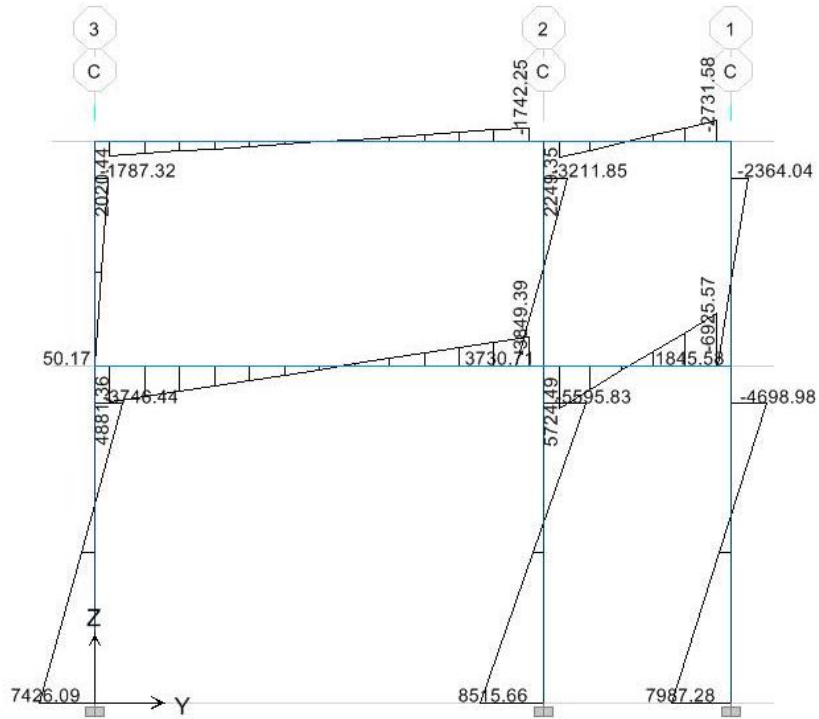 3 2 1
C C C
-1742.25 -2731.58
2020.44 -1787.32 2249.35 -3211.85 -2364.04
-3849.39 -6925.57
50.17 3730.71 1845.58
4881.36 -3746.44 5724.49 -5595.83 -4698.98
Z
Y
7426.09 8515.66 7987.28